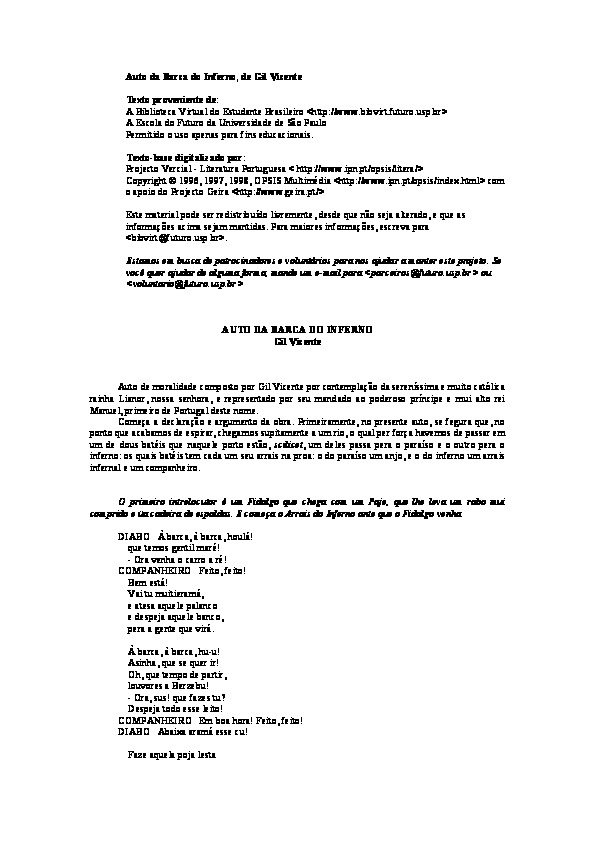 Auto da Barca do Inferno, de Gil Vicente
Texto proveniente de:
A Biblioteca Virtual do Estudante Brasileiro <http://www.bibvirt.futuro.usp.br>
A Escola do Futuro da Universidade de São Paulo
Permitido o uso apenas para fins educacionais.
Texto-base digitalizado por:
Projecto Vercial - Literatura Portuguesa < http://www.ipn.pt/opsis/litera/>
Copyright © 1996, 1997, 1998, OPSIS Multimédia <http://www.ipn.pt/opsis/index.html> com
o apoio do Projecto Geira <http://www.geira.pt/>
Este material pode ser redistribuído livremente, desde que não seja alterado, e que as
informações acima sejam mantidas. Para maiores informações, escreva para
<bibvirt@futuro.usp.br>.
Estamos em busca de patrocinadores e voluntários para nos ajudar a manter este projeto. Se
você quer ajudar de alguma forma, mande um e-mail para <parceiros@futuro.usp.br> ou
<voluntario@futuro.usp.br>
AUTO DA BARCA DO INFERNO
Gil Vicente
Auto de moralidade composto por Gil Vicente por contemplação da sereníssima e muito católica
rainha Lianor, nossa senhora, e representado por seu mandado ao poderoso príncipe e mui alto rei
Manuel, primeiro de Portugal deste nome.
Começa a declaração e argumento da obra. Primeiramente, no presente auto, se fegura que, no
ponto que acabamos de espirar, chegamos supitamente a um rio, o qual per força havemos de passar em
um de dous batéis que naquele porto estão, scilicet, um deles passa pera o paraíso e o outro pera o
inferno: os quais batéis tem cada um seu arrais na proa: o do paraíso um anjo, e o do inferno um arrais
infernal e um companheiro.
O primeiro intrelocutor é um Fidalgo que chega com um Paje, que lhe leva um rabo mui
comprido e üa cadeira de espaldas. E começa o Arrais do Inferno ante que o Fidalgo venha
DIABO À barca, à barca, houlá!
que temos gentil maré!
- Ora venha o carro a ré!
COMPANHEIRO Feito, feito!
Bem está!
Vai tu muitieramá,
e atesa aquele palanco
e despeja aquele banco,
pera a gente que virá.
À barca, à barca, hu-u!
Asinha, que se quer ir!
Oh, que tempo de partir,
louvores a Berzebu!
- Ora, sus! que fazes tu?
Despeja todo esse leito!
COMPANHEIRO Em boa hora! Feito, feito!
DIABO Abaixa aramá esse cu!
Faze aquela poja lesta